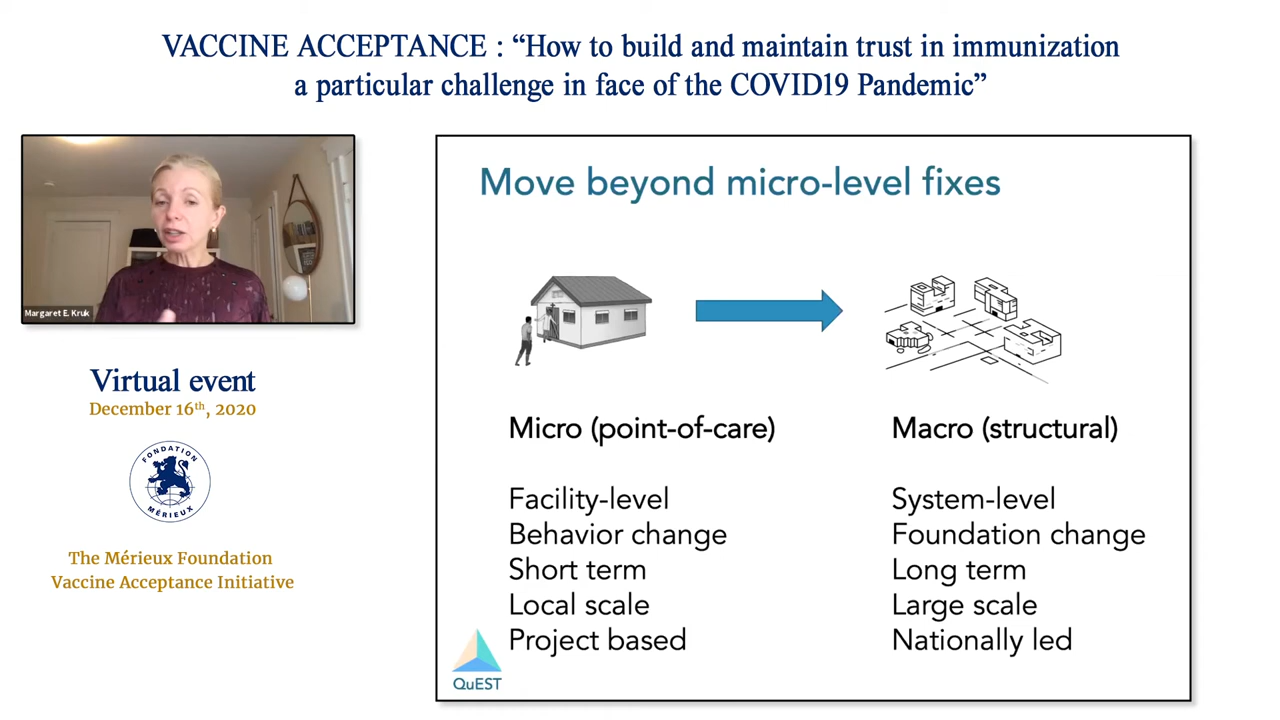 VACCINE ACCEPTANCE : “How to build and maintain trust in immunization
a particular challenge in face of the COVID19 Pandemic”
Margaret E. Kruk
Virtual event
December 16th, 2020
FONDATION
MÉRIEUX
The Mérieux Foundation
Vaccine Acceptance Initiative
Move beyond micro-level fixes
Micro (point-of-care)
Facility-level
Behavior change
Short term
Local scale
Project based
Macro (structural)
System-level
Foundation change
Long term
Large scale
Nationally led
QuEST